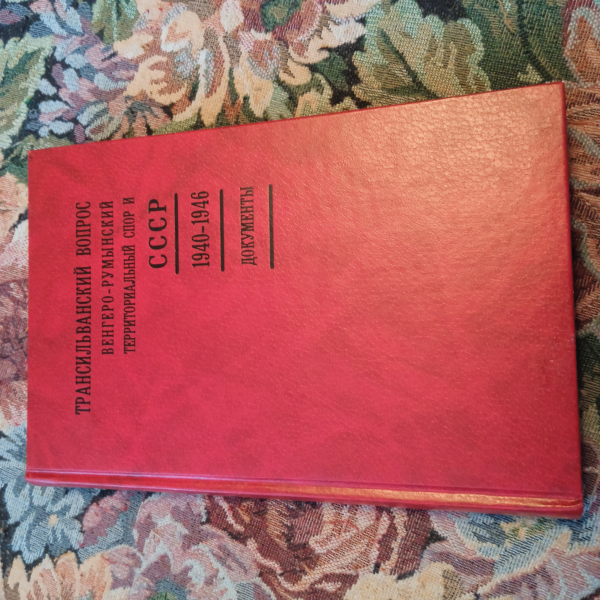 ТРАНСИЛЬВАНСКИЙ ВОПРОС
ВЕНГЕРО-РУМЫНСКИЙ
ТЕРРИТОРИАЛЬНЫЙ СПОР И
СССР
1940-1946
ДОКУМЕНТЫ